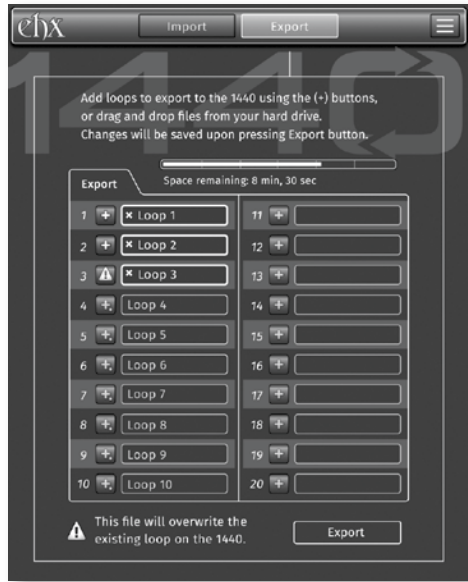 ehx
Import
Export
1440
Add loops to export to the 1440 using the (+) buttons,
or drag and drop files from your hard drive.
Changes will be saved upon pressing Export button.
Space remaining: 8 min, 30 sec
Export
1 + × Loop 1
2 + × Loop 2
3 × Loop 3
4 + Loop 4
5 + Loop 5
6 + Loop 6
7 + Loop 7
8 + Loop 8
9 + Loop 9
10 + Loop 10
11 +
12 +
13 +
14 +
15 +
16 +
17 +
18 +
19 +
20 +
This file will overwrite the
existing loop on the 1440.
Export